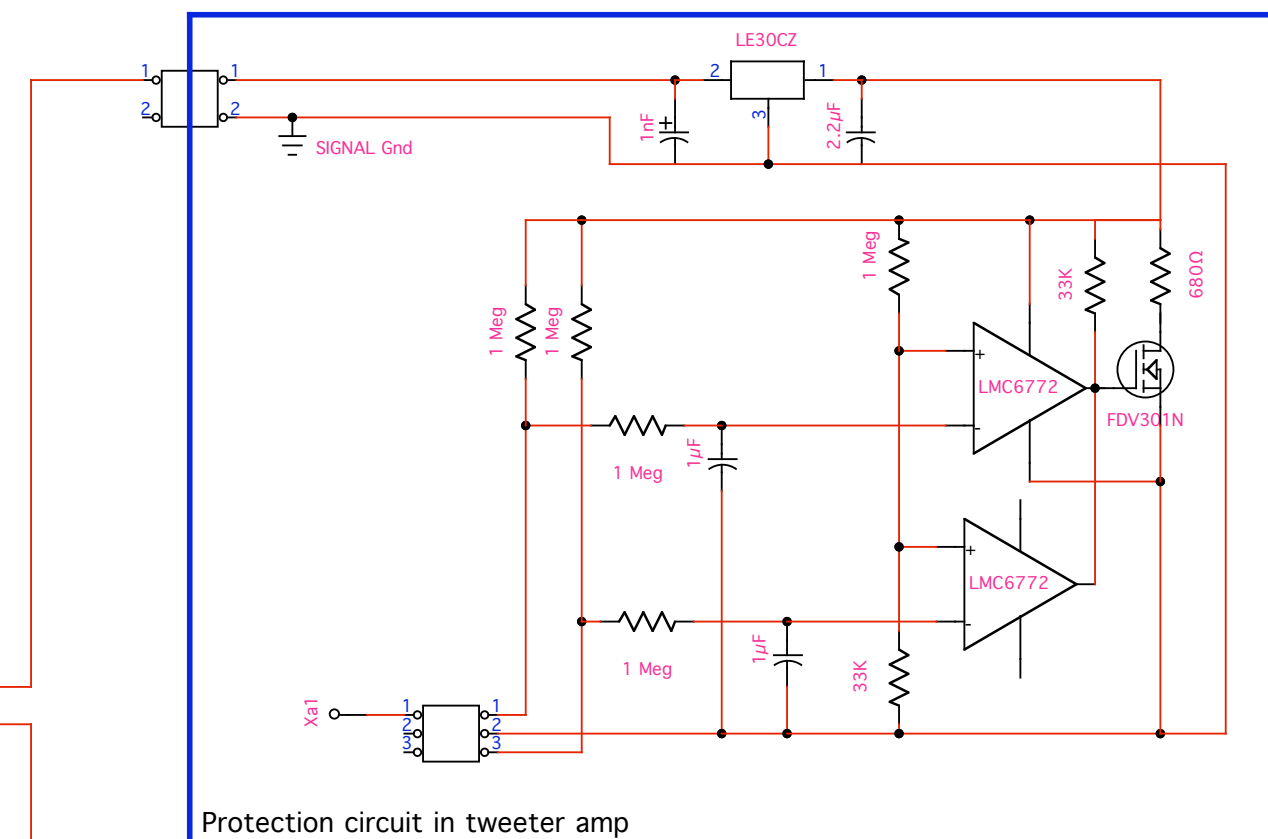 LE30CZ
1
1
2
1
2
2
3
1nF
+
2.2µF
SIGNAL Gnd
1 Meg
33K
680Ω
1 Meg
1 Meg
+
LMC6772
-
FDV301N
1 Meg
1µF
+
LMC6772
-
1 Meg
1µF
33K
Xa1
1
1
2
2
3
3
Protection circuit in tweeter amp